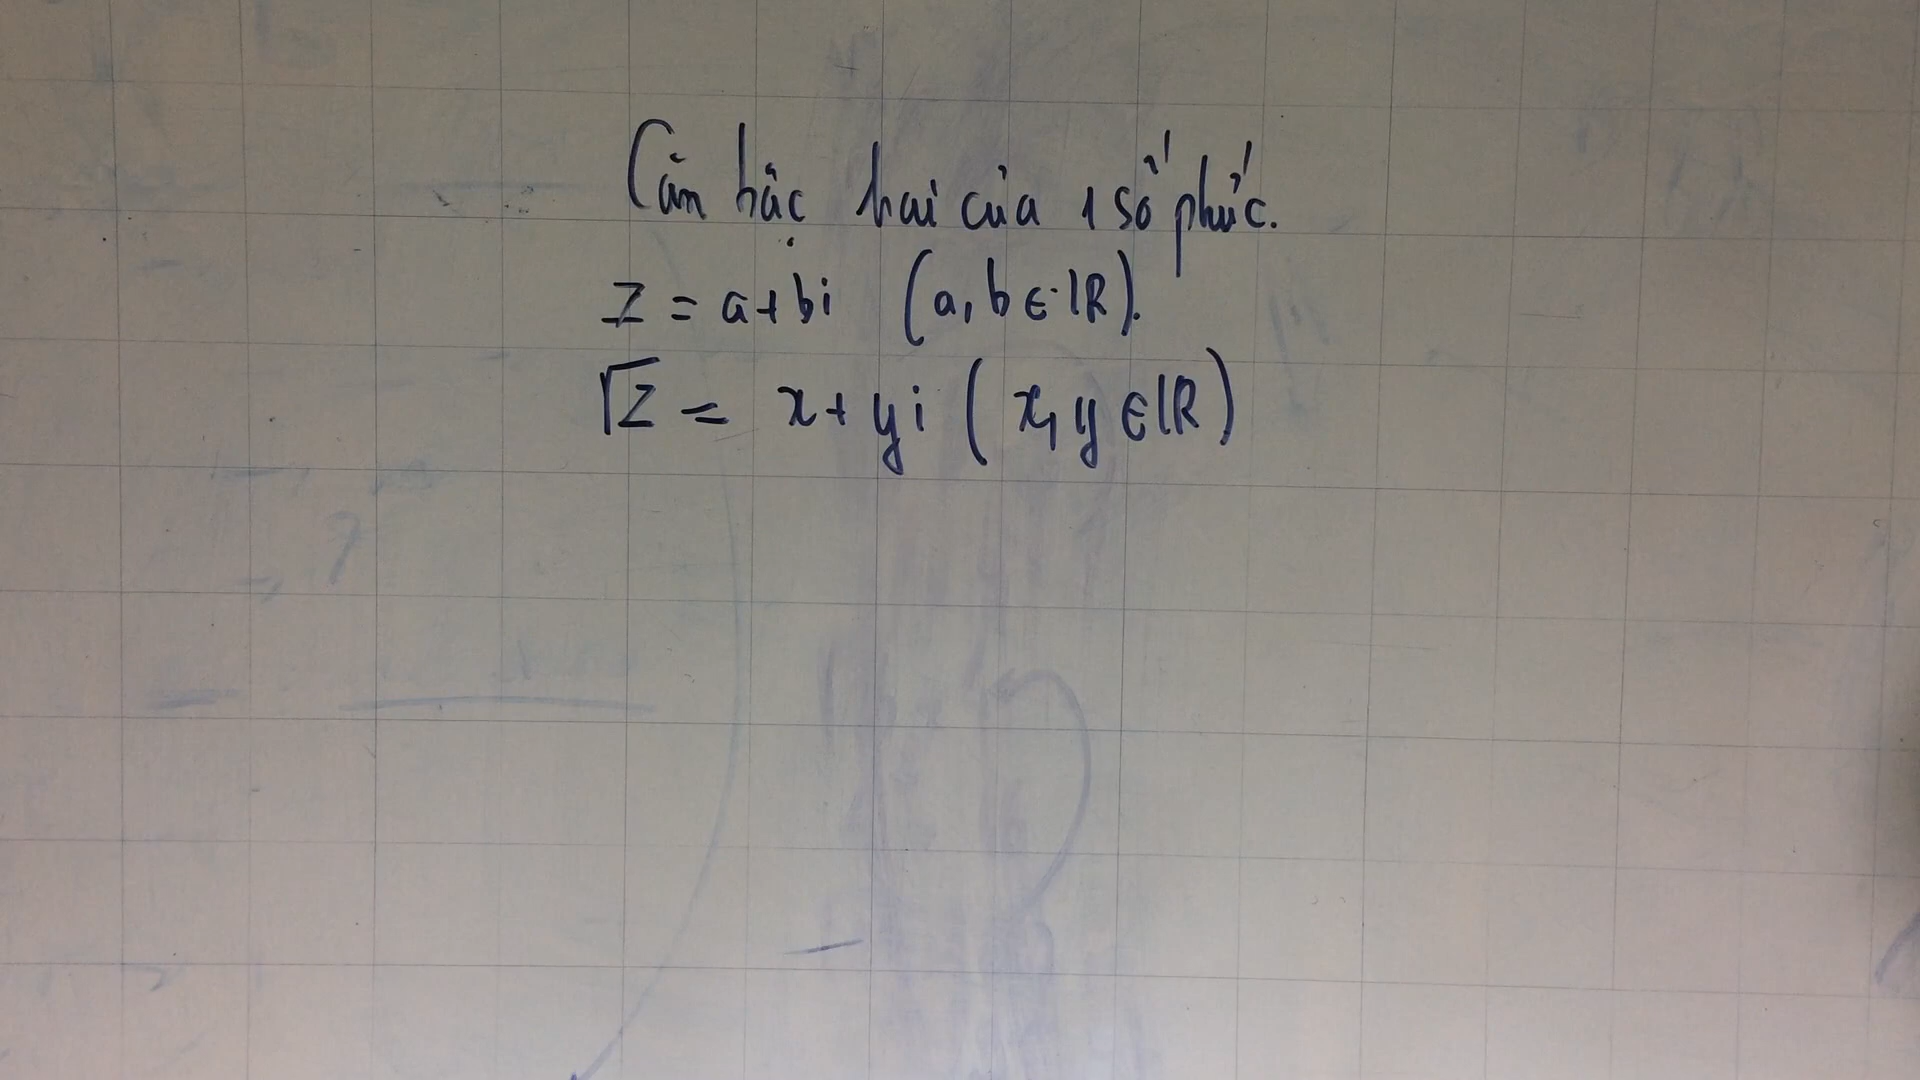 Căn bậc hai của 1 số phức.
z = a + bi (a, b ∈ ℝ).
√z = x + yi (x, y ∈ ℝ)